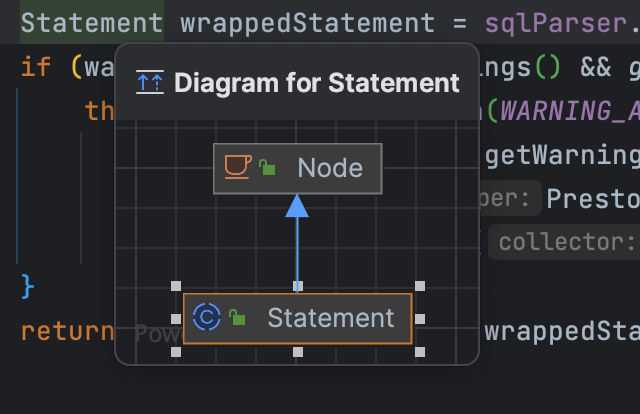 Statement wrappedStatement = sqlParser.
if (wa ngs() && g
Diagram for Statement
th (WARNING_A
getWarning
Node
per: Presto
collector:
}
Statement
return Powe wrappedSta